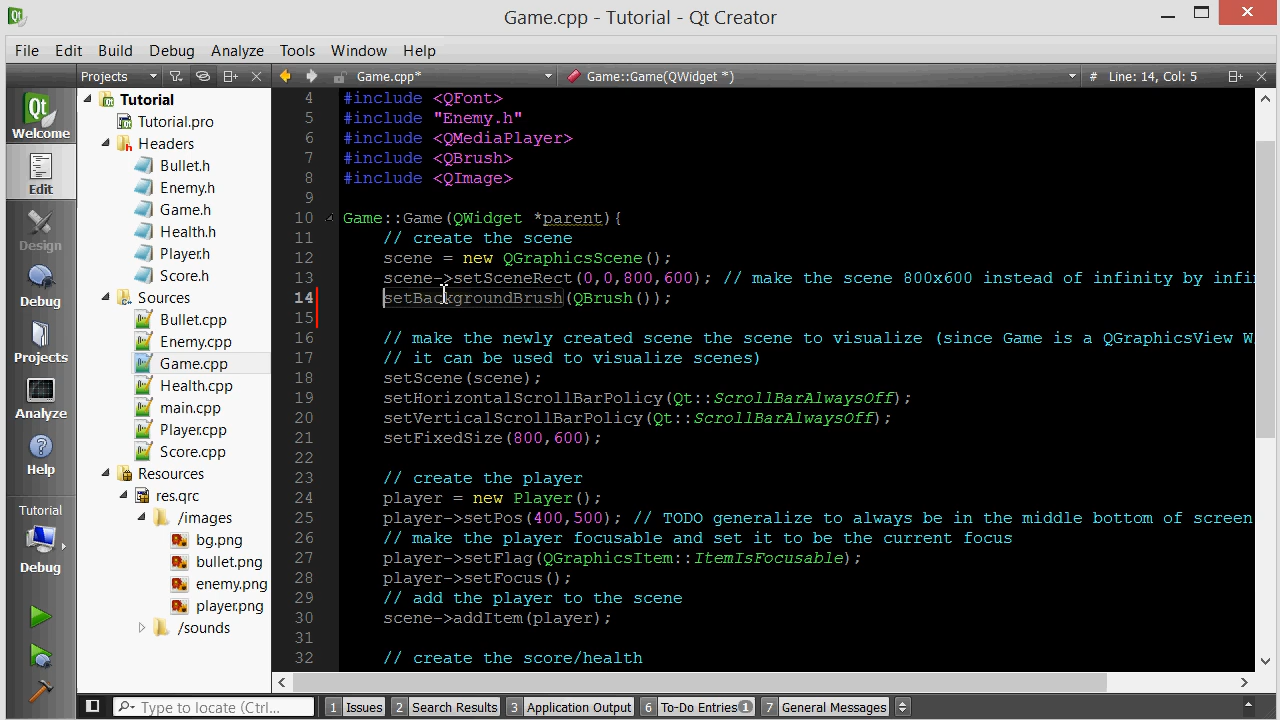 Game.cpp - Tutorial - Qt Creator
File Edit Build Debug Analyze Tools Window Help
Projects
Game.cpp*
Game::Game(QWidget *)
# Line: 14, Col: 5
Welcome
Edit
Design
Debug
Projects
Analyze
Help
Tutorial
Debug
Tutorial
Tutorial.pro
Headers
Bullet.h
Enemy.h
Game.h
Health.h
Player.h
Score.h
Sources
Bullet.cpp
Enemy.cpp
Game.cpp
Health.cpp
main.cpp
Player.cpp
Score.cpp
Resources
res.qrc
/images
bg.png
bullet.png
enemy.png
player.png
/sounds
4 #include <QFont>
5 #include "Enemy.h"
6 #include <QMediaPlayer>
7 #include <QBrush>
8 #include <QImage>
9
10 Game::Game(QWidget *parent){
11 // create the scene
12 scene = new QGraphicsScene();
13 scene->setSceneRect(0,0,800,600); // make the scene 800x600 instead of infinity by infi
14 setBackgroundBrush(QBrush());
15
16 // make the newly created scene the scene to visualize (since Game is a QGraphicsView W
17 // it can be used to visualize scenes)
18 setScene(scene);
19 setHorizontalScrollBarPolicy(Qt::ScrollBarAlwaysOff);
20 setVerticalScrollBarPolicy(Qt::ScrollBarAlwaysOff);
21 setFixedSize(800,600);
22
23 // create the player
24 player = new Player();
25 player->setPos(400,500); // TODO generalize to always be in the middle bottom of screen
26 // make the player focusable and set it to be the current focus
27 player->setFlag(QGraphicsItem::ItemIsFocusable);
28 player->setFocus();
29 // add the player to the scene
30 scene->addItem(player);
31
32 // create the score/health
Type to locate (Ctrl...
1 Issues
2 Search Results
3 Application Output
6 To-Do Entries 1
7 General Messages